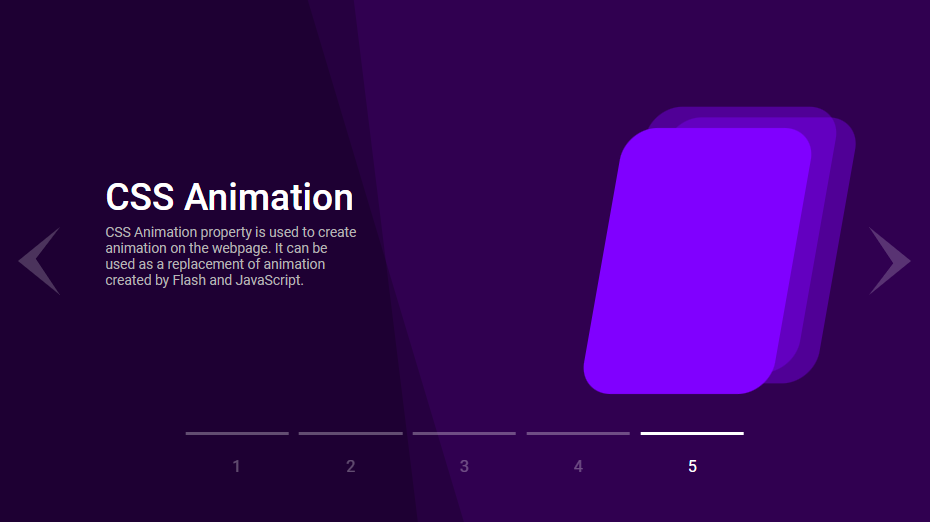 CSS Animation
CSS Animation property is used to create
animation on the webpage. It can be
used as a replacement of animation
created by Flash and JavaScript.
1 2 3 4 5